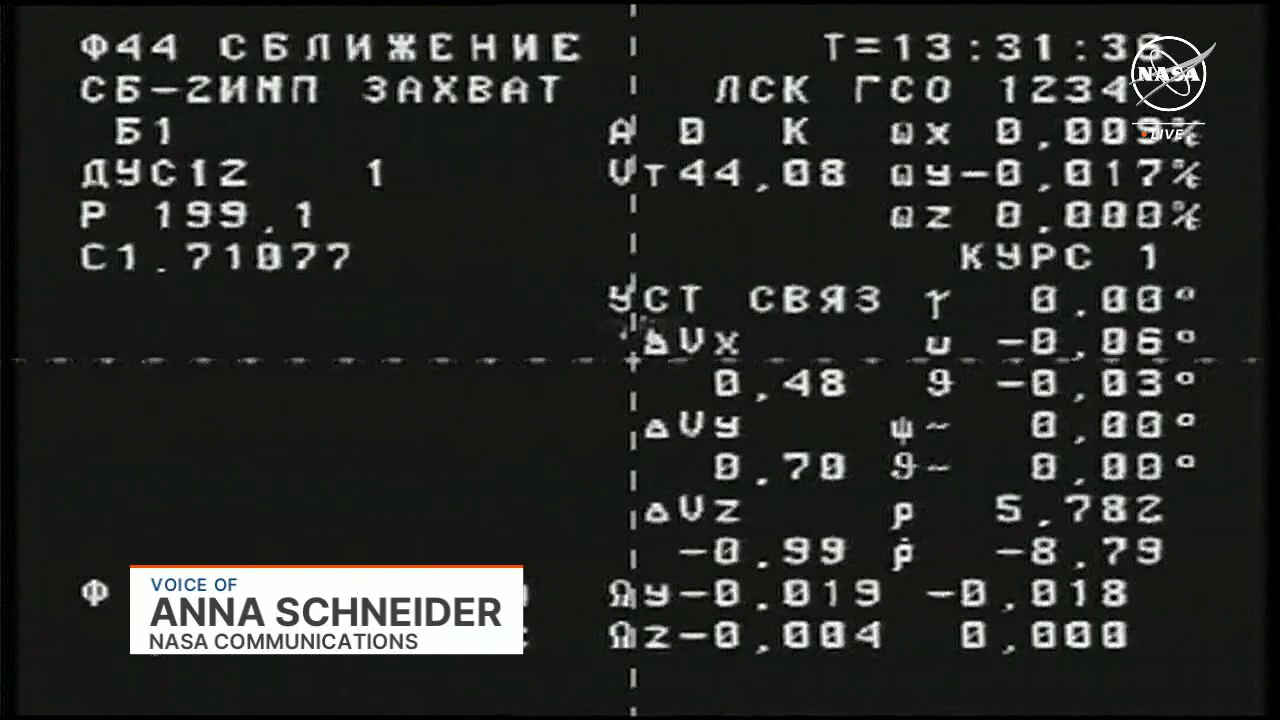 Ф44 СБЛИЖЕНИЕ T=13:31:36
СБ-2ИМП ЗАХВАТ ЛСК ГСО 1234
Б1 A 0 К ωx 0,009%
ДУС12 1 Vт44,08 ωy-0,017%
Р 199,1 ωz 0,000%
С1.71077 КУРС 1
УСТ СВЯЗ γ 0,00°
ΔVx υ -0,06°
0,48 ϑ -0,03°
ΔVy ψ~ 0,00°
0,70 ϑ~ 0,00°
ΔVz ρ 5,782
-0,99 ρ̇ -8,79
Ф Ωy-0,019 -0,018
Ωz-0,004 0,000
NASA
LIVE
VOICE OF
ANNA SCHNEIDER
NASA COMMUNICATIONS